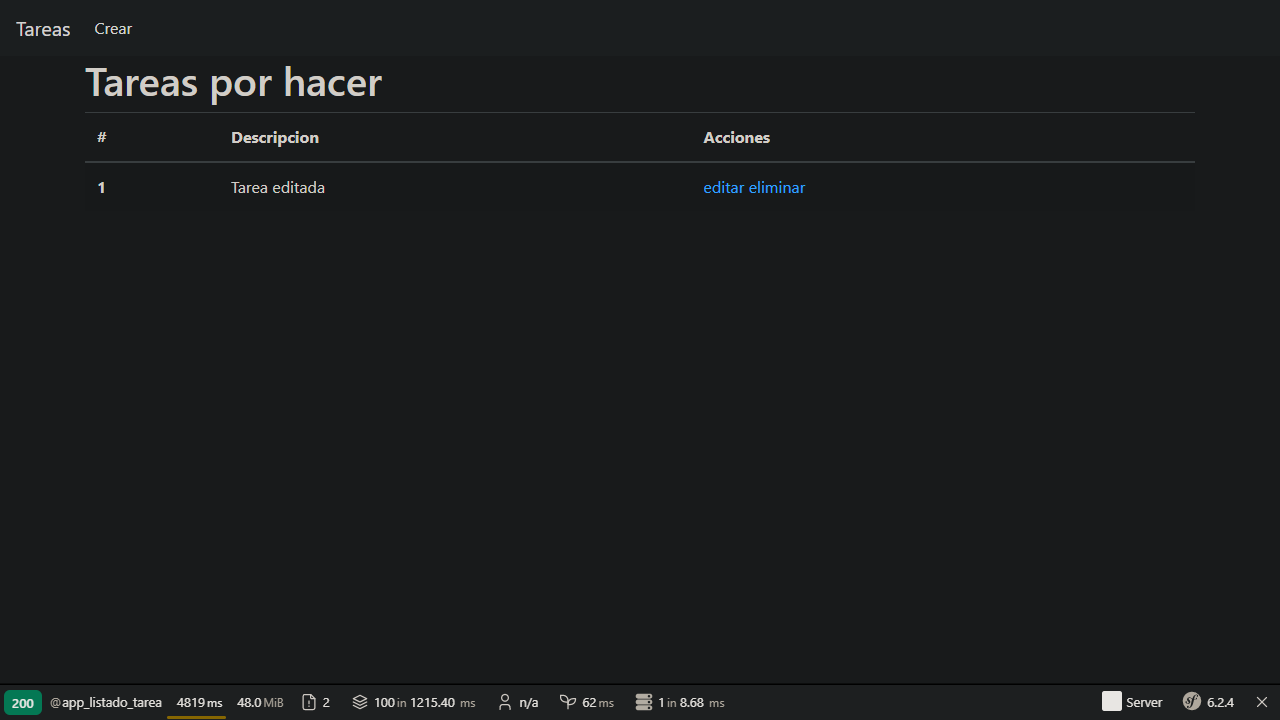 Tareas Crear
Tareas por hacer
# Descripcion Acciones
1 Tarea editada editar eliminar
200 @app_listado_tarea 4819 ms 48.0 MiB 2 100 in 1215.40 ms n/a 62 ms 1 in 8.68 ms Server sf 6.2.4